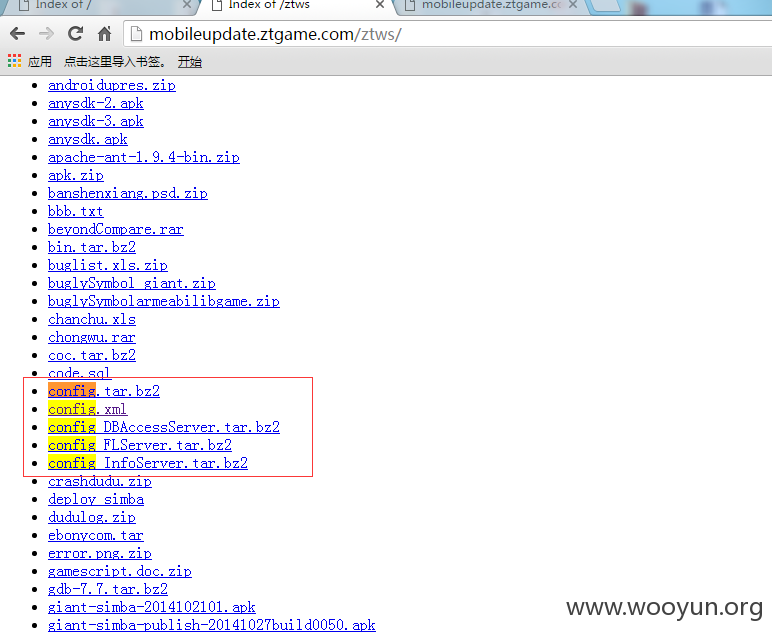 Index of /
Index of /ztws
mobileupdate.ztgame.co
mobileupdate.ztgame.com/ztws/
应用 点击这里导入书签。 开始
androidupres.zip
anysdk-2.apk
anysdk-3.apk
anysdk.apk
apache-ant-1.9.4-bin.zip
apk.zip
banshenxiang.psd.zip
bbb.txt
beyondCompare.rar
bin.tar.bz2
buglist.xls.zip
buglySymbol_giant.zip
buglySymbolarmeabilibgame.zip
chanchu.xls
chongwu.rar
coc.tar.bz2
code.sql
config.tar.bz2
config.xml
config_DBAccessServer.tar.bz2
config_FLServer.tar.bz2
config_InfoServer.tar.bz2
crashdudu.zip
deploy_simba
dudulog.zip
ebonycom.tar
error.png.zip
gamescript.doc.zip
gdb-7.7.tar.bz2
giant-simba-2014102101.apk
giant-simba-publish-20141027build0050.apk
www.wooyun.org